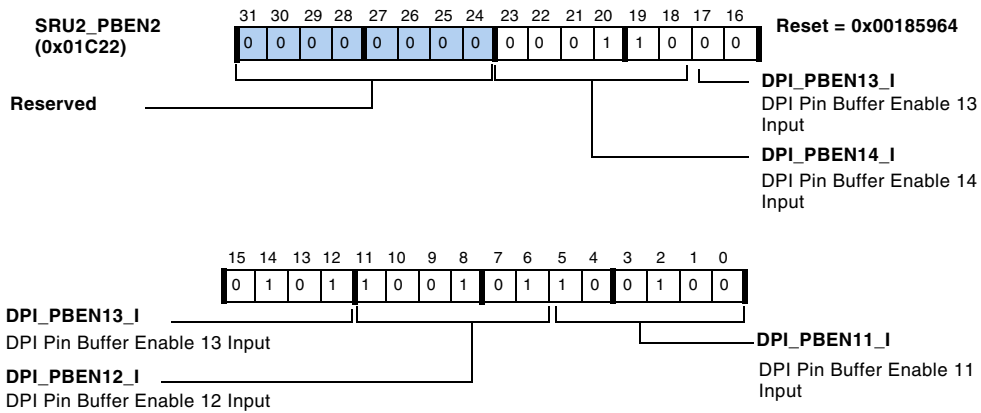 SRU2_PBEN2
(0x01C22)
31 30 29 28 27 26 25 24 23 22 21 20 19 18 17 16
0 0 0 0 0 0 0 0 0 0 0 1 1 0 0 0
Reset = 0x00185964
Reserved
DPI_PBEN13_I
DPI Pin Buffer Enable 13
Input
DPI_PBEN14_I
DPI Pin Buffer Enable 14
Input
15 14 13 12 11 10 9 8 7 6 5 4 3 2 1 0
0 1 0 1 1 0 0 1 0 1 1 0 0 1 0 0
DPI_PBEN13_I
DPI Pin Buffer Enable 13 Input
DPI_PBEN12_I
DPI Pin Buffer Enable 12 Input
DPI_PBEN11_I
DPI Pin Buffer Enable 11
Input